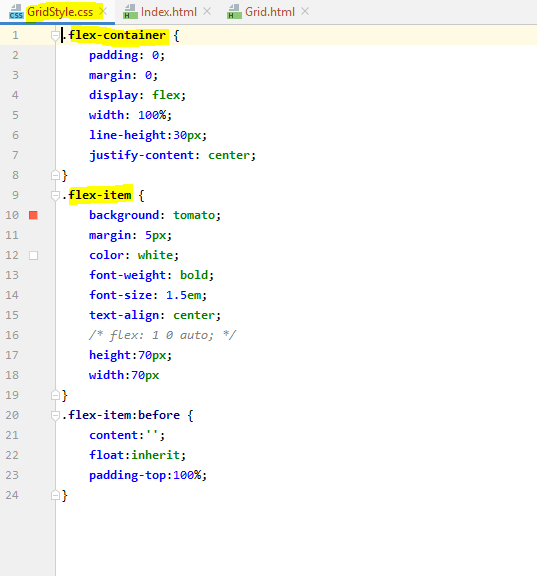 GridStyle.css Index.html Grid.html
1 .flex-container {
2 padding: 0;
3 margin: 0;
4 display: flex;
5 width: 100%;
6 line-height:30px;
7 justify-content: center;
8 }
9 .flex-item {
10 background: tomato;
11 margin: 5px;
12 color: white;
13 font-weight: bold;
14 font-size: 1.5em;
15 text-align: center;
16 /* flex: 1 0 auto; */
17 height:70px;
18 width:70px
19 }
20 .flex-item:before {
21 content:'';
22 float:inherit;
23 padding-top:100%;
24 }